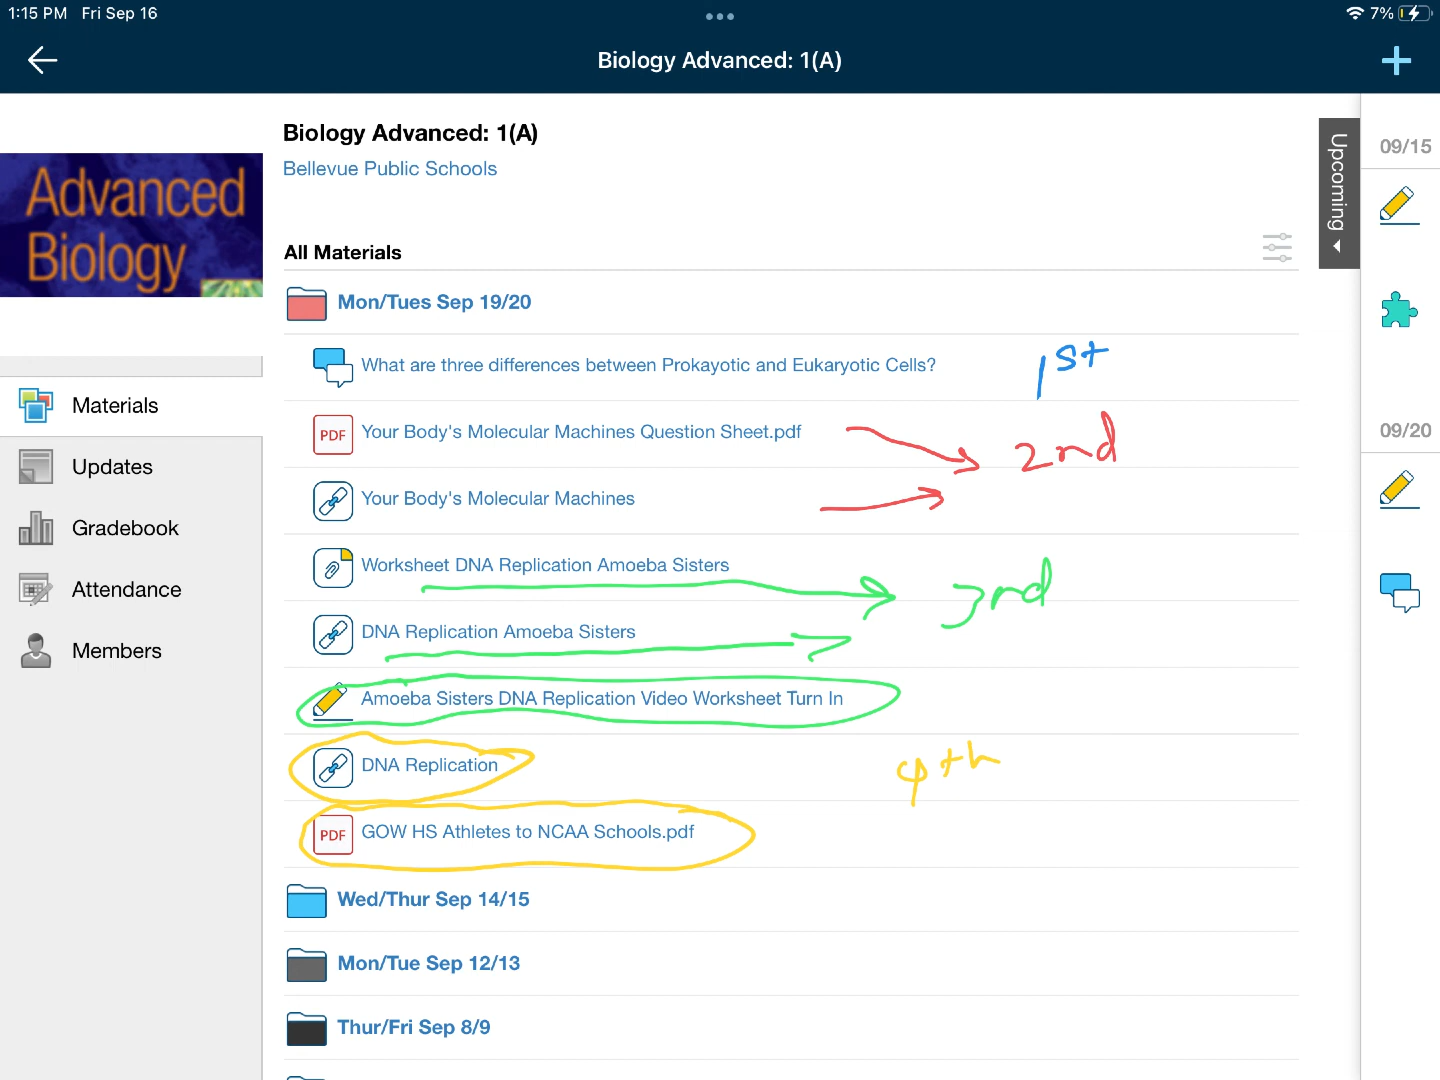 1:15 PM Fri Sep 16
7%
Biology Advanced: 1(A)
Advanced
Biology
Biology Advanced: 1(A)
Bellevue Public Schools
All Materials
Mon/Tues Sep 19/20
What are three differences between Prokayotic and Eukaryotic Cells?
1st
PDF Your Body's Molecular Machines Question Sheet.pdf
2nd
Your Body's Molecular Machines
Worksheet DNA Replication Amoeba Sisters
3rd
DNA Replication Amoeba Sisters
Amoeba Sisters DNA Replication Video Worksheet Turn In
DNA Replication
4th
PDF GOW HS Athletes to NCAA Schools.pdf
Wed/Thur Sep 14/15
Mon/Tue Sep 12/13
Thur/Fri Sep 8/9
Materials
Updates
Gradebook
Attendance
Members
Upcoming
09/15
09/20